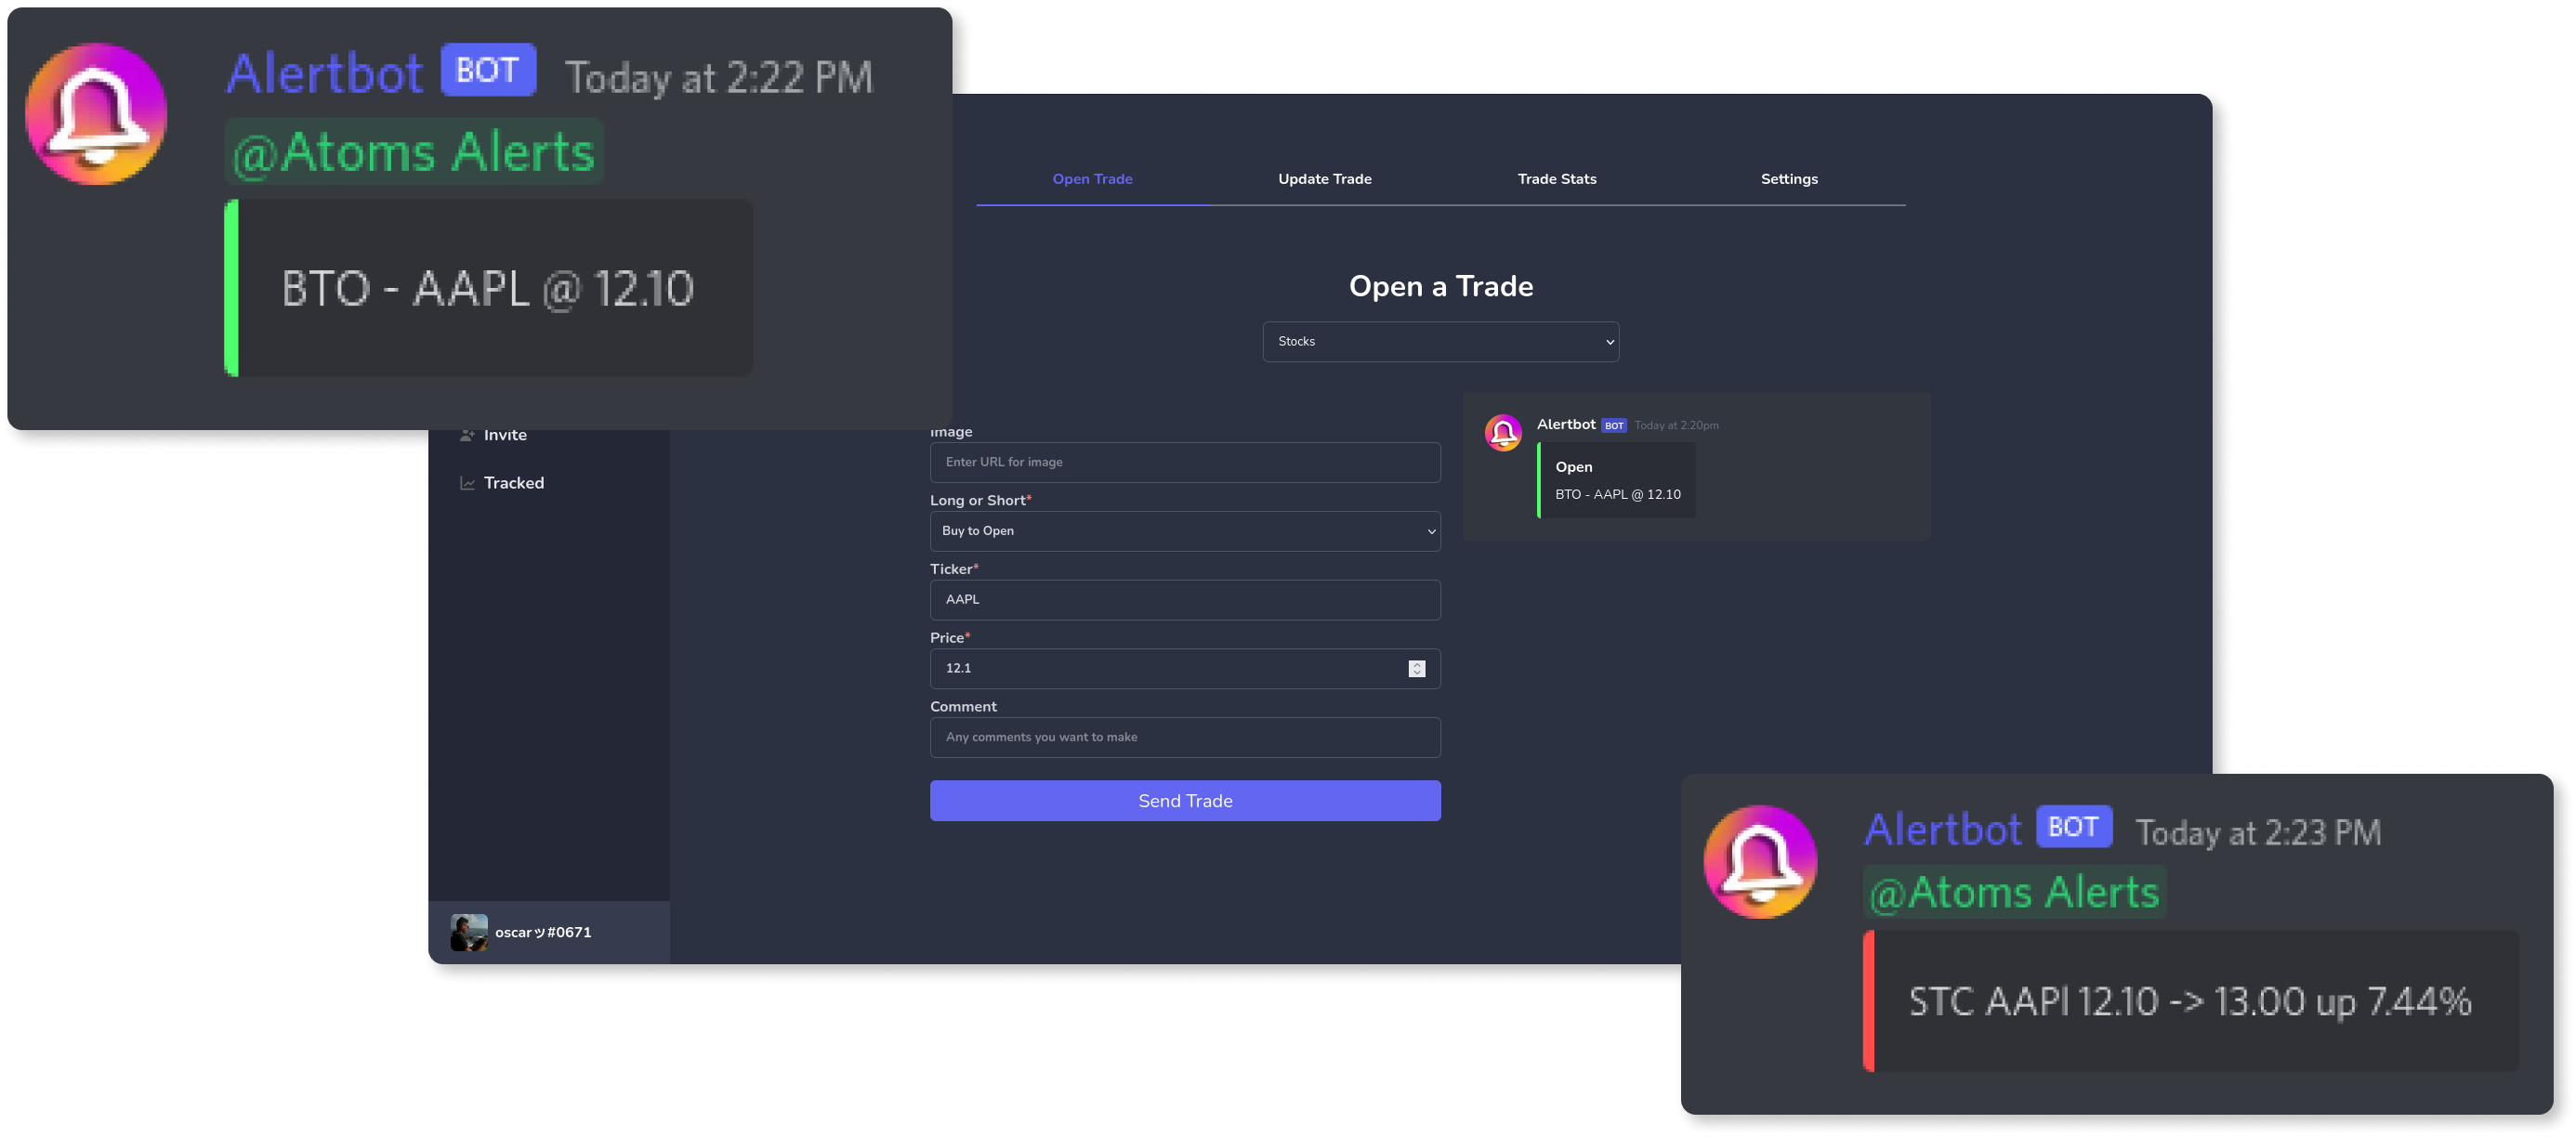 Alertbot BOT Today at 2:22 PM
@Atoms Alerts
BTO - AAPL @ 12.10
Open Trade Update Trade Trade Stats Settings
Open a Trade
Stocks
Invite
Tracked
Image
Enter URL for image
Long or Short*
Buy to Open
Ticker*
AAPL
Price*
12.1
Comment
Any comments you want to make
Send Trade
Alertbot BOT Today at 2:20pm
Open
BTO - AAPL @ 12.10
oscarッ#0671
Alertbot BOT Today at 2:23 PM
@Atoms Alerts
STC AAPl 12.10 -> 13.00 up 7.44%